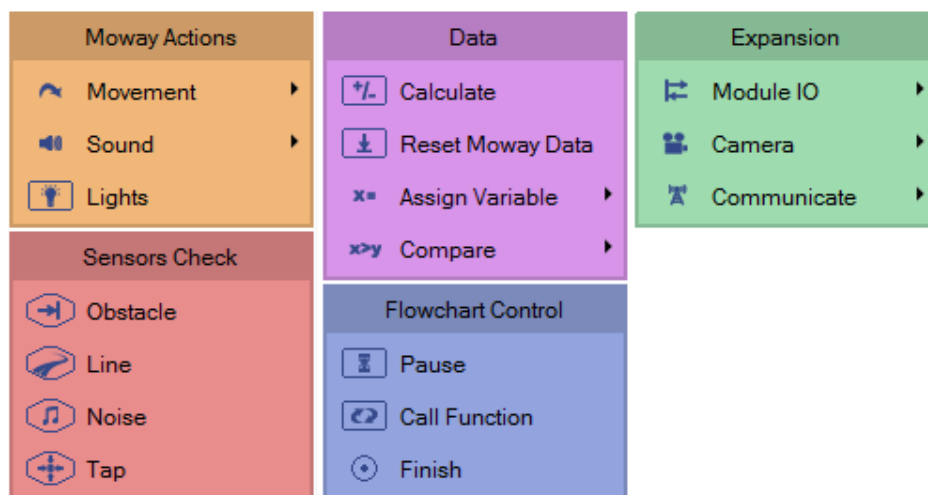 Moway Actions
Movement
Sound
Lights
Sensors Check
Obstacle
Line
Noise
Tap
Data
+/- Calculate
Reset Moway Data
x= Assign Variable
x>y Compare
Flowchart Control
Pause
Call Function
Finish
Expansion
Module IO
Camera
Communicate